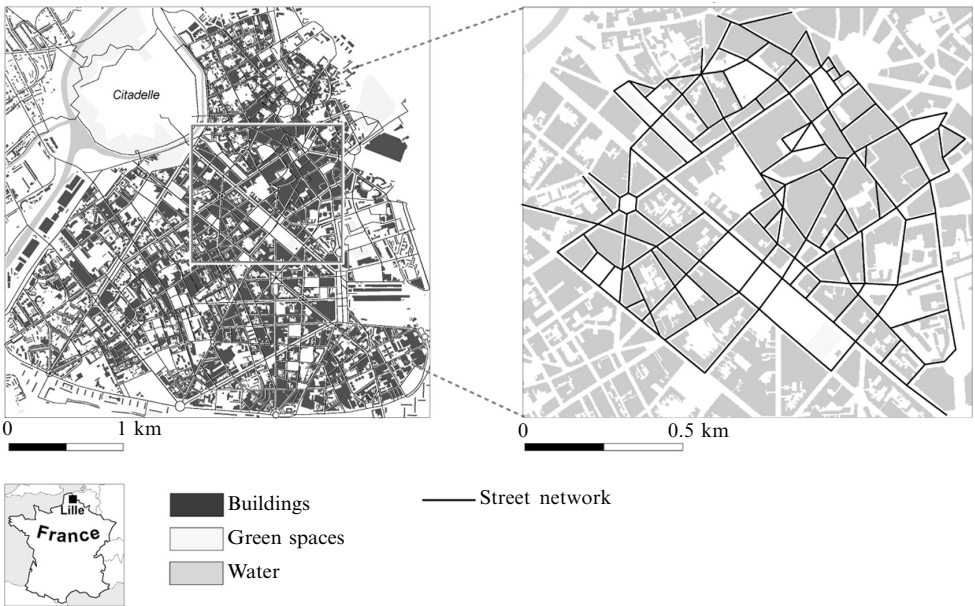 Citadelle
0 1 km
0 0.5 km
Lille
France
Buildings
Green spaces
Water
Street network